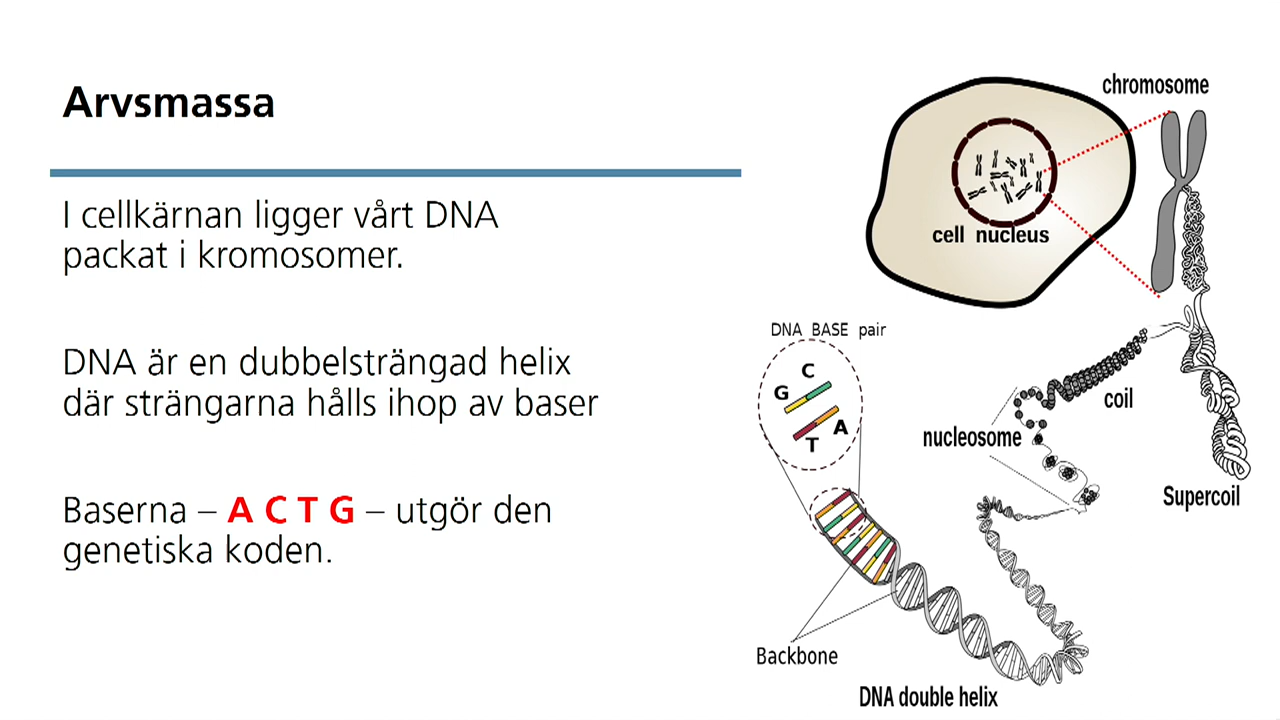 Arvsmassa
I cellkärnan ligger vårt DNA
packat i kromosomer.
DNA är en dubbelsträngad helix
där strängarna hålls ihop av baser
Baserna – A C T G – utgör den
genetiska koden.
chromosome
cell nucleus
DNA BASE pair
C
G
A
T
coil
nucleosome
Supercoil
Backbone
DNA double helix